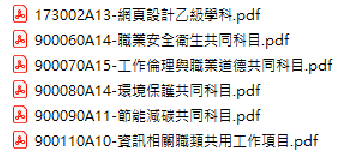 173002A13-網頁設計乙級學科.pdf
900060A14-職業安全衛生共同科目.pdf
900070A15-工作倫理與職業道德共同科目.pdf
900080A14-環境保護共同科目.pdf
900090A11-節能減碳共同科目.pdf
900110A10-資訊相關職類共用工作項目.pdf